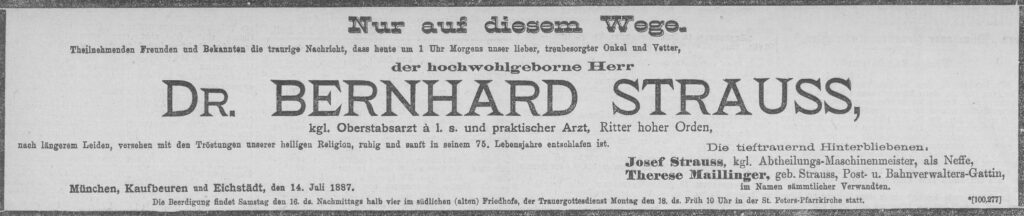 Nur auf diesem Wege.
Theilnehmenden Freunden und Bekannten die traurige Nachricht, dass heute um 1 Uhr Morgens unser lieber, treubesorgter Onkel und Vetter,
der hochwohlgeborne Herr
DR. BERNHARD STRAUSS,
kgl. Oberstabsarzt à l. s. und praktischer Arzt, Ritter hoher Orden,
nach längerem Leiden, versehen mit den Tröstungen unserer heiligen Religion, ruhig und sanft in seinem 75. Lebensjahre entschlafen ist.
Die tieftrauernd Hinterbliebenen.
Josef Strauss, kgl. Abtheilungs-Maschinenmeister, als Neffe,
Therese Maillinger, geb. Strauss, Post- u. Bahnverwalters-Gattin,
im Namen sämmtlicher Verwandten.
München, Kaufbeuren und Eichstädt, den 14. Juli 1887.
Die Beerdigung findet Samstag den 16. ds. Nachmittags halb vier im südlichen (alten) Friedhofs, der Trauergottesdienst Montag den 18. ds. Früh 10 Uhr in der St. Peters-Pfarrkirche statt.
*[100,277]